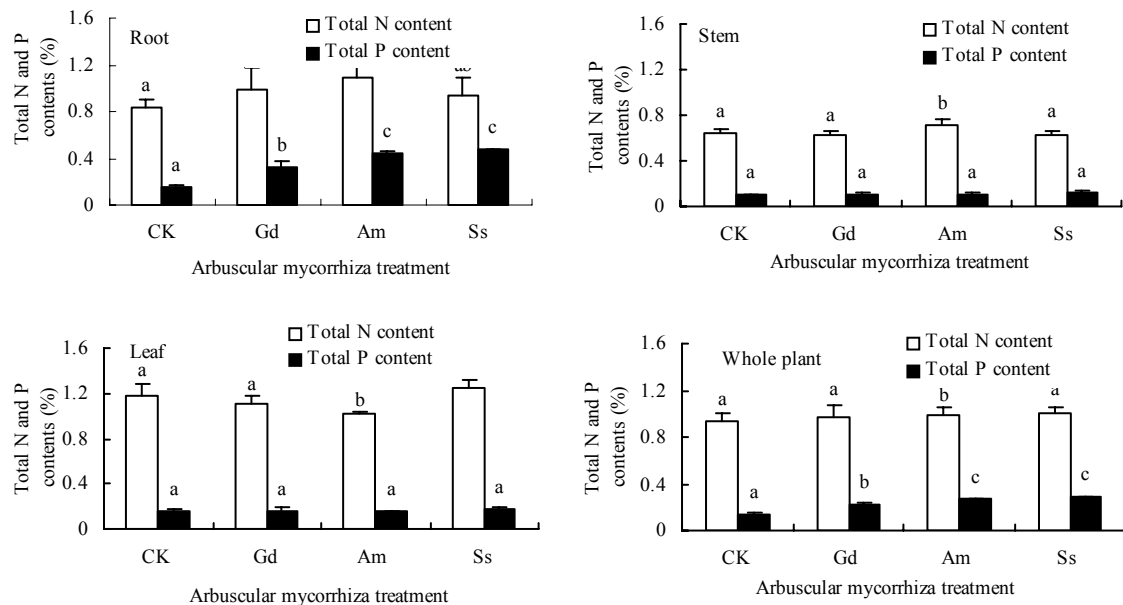 Root
Total N content
Total P content
Total N and P
contents (%)
1.6
1.2
0.8
0.4
0
a
a
b
c
ab
c
CK Gd Am Ss
Arbuscular mycorrhiza treatment
Stem
Total N content
Total P content
Total N and P
contents (%)
1.6
1.2
0.8
0.4
0
a a b a
a a a a
CK Gd Am Ss
Arbuscular mycorrhiza treatment
Leaf
Total N content
Total P content
Total N and P
contents (%)
1.6
1.2
0.8
0.4
0
a a b
a a a a
CK Gd Am Ss
Arbuscular mycorrhiza treatment
Whole plant
Total N content
Total P content
Total N and P
contents (%)
1.6
1.2
0.8
0.4
0
a a b a
a b c c
CK Gd Am Ss
Arbuscular mycorrhiza treatment